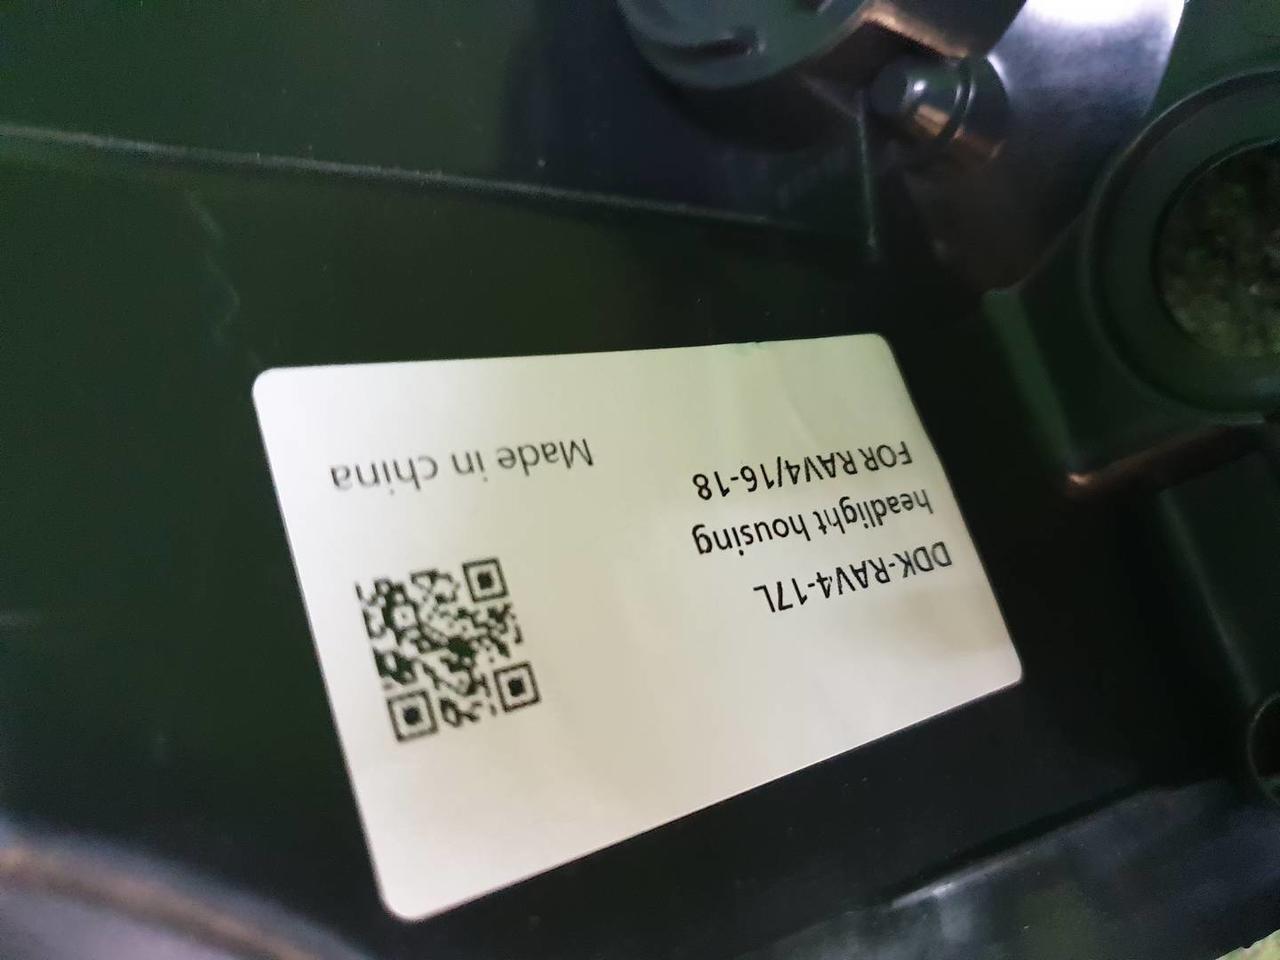 DDK-RAV4-17L
headlight housing
FOR RAV4/16-18
Made in china